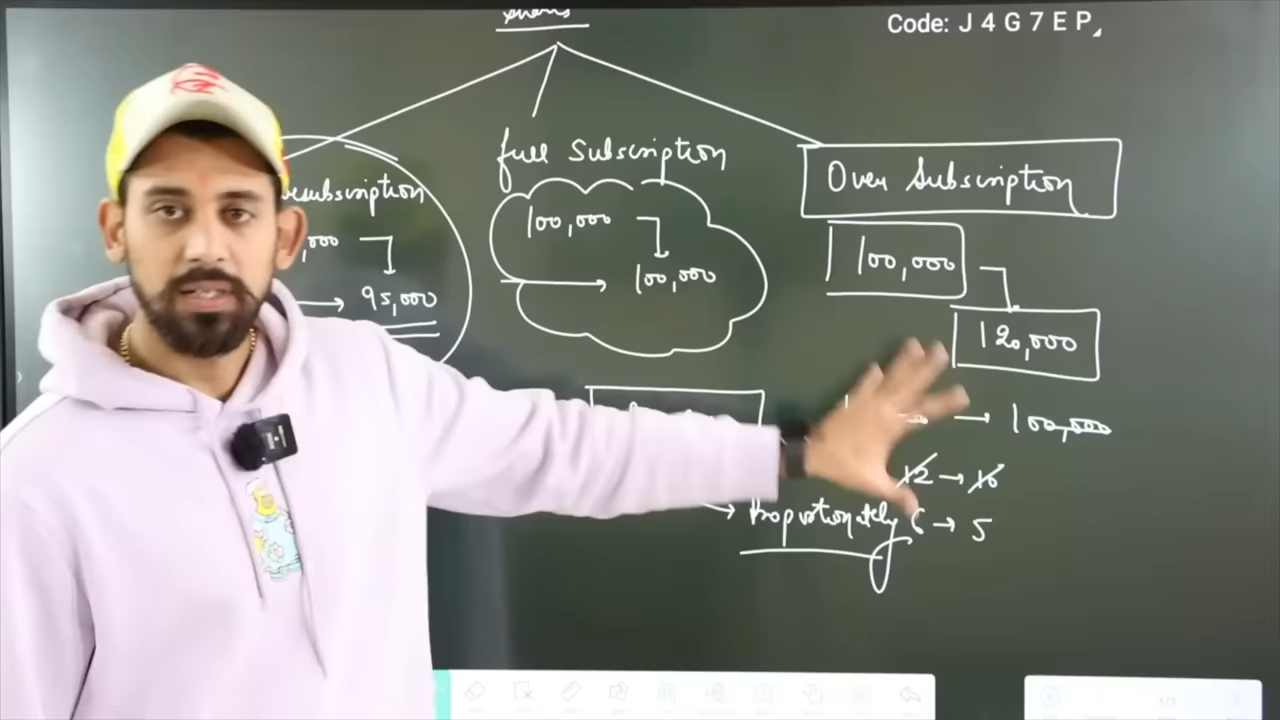 Code: J 4 G 7 E P
full Subscription
Over Subscription
100,000
100,000
100,000
120,000
95,000
100,000
12 → 10
Proportionately 6 → 5